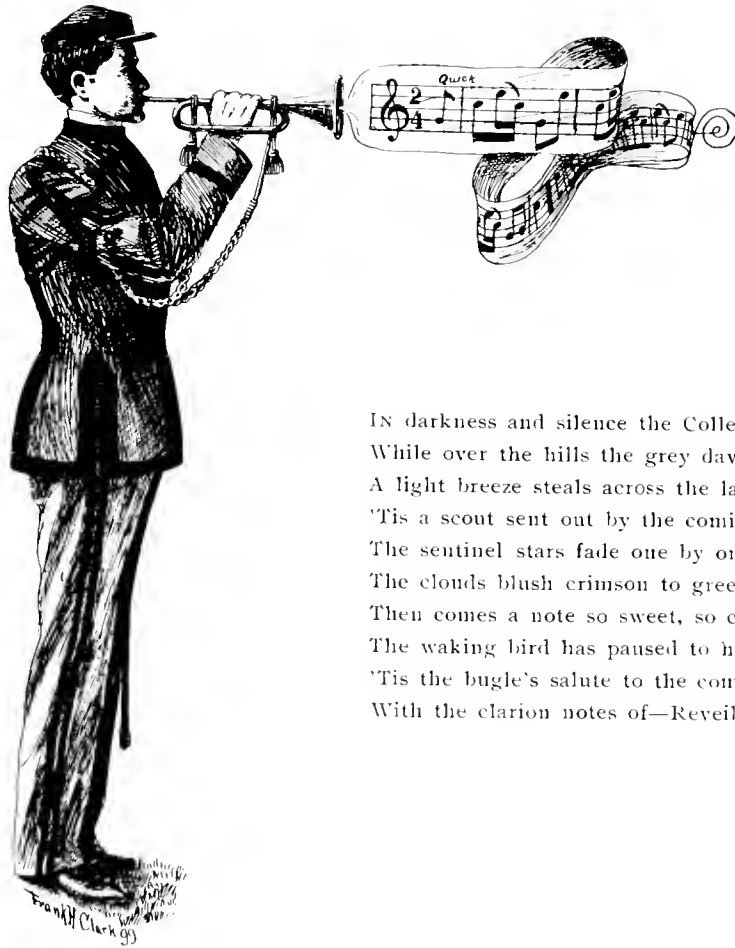 Quick
2
4
IN darkness and silence the Colle
While over the hills the grey daw
A light breeze steals across the la
'Tis a scout sent out by the comi
The sentinel stars fade one by on
The clouds blush crimson to gree
Then comes a note so sweet, so c
The waking bird has paused to h
'Tis the bugle's salute to the com
With the clarion notes of—Reveil
Frank H Clark 99